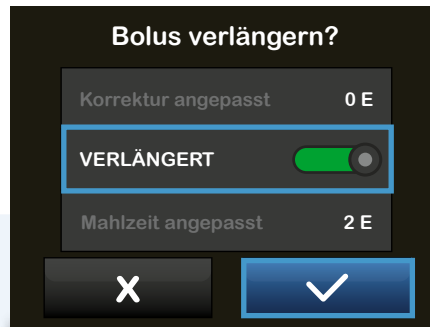 Bolus verlängern?
Korrektur angepasst 0 E
VERLÄNGERT
Mahlzeit angepasst 2 E
X